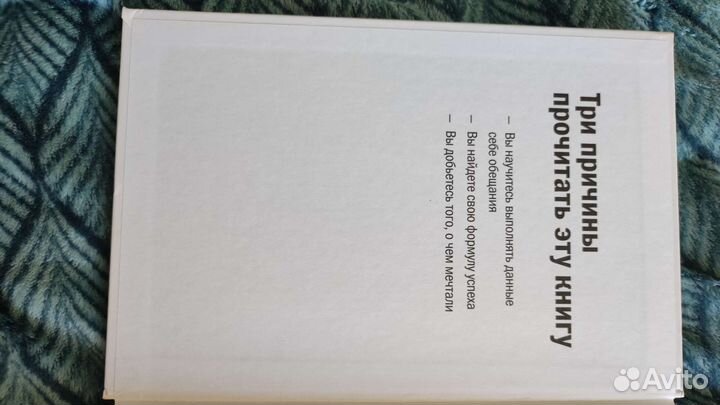 Три причины
прочитать эту книгу
— Вы научитесь выполнять данные
себе обещания
— Вы найдете свою формулу успеха
— Вы добьетесь того, о чем мечтали
Avito